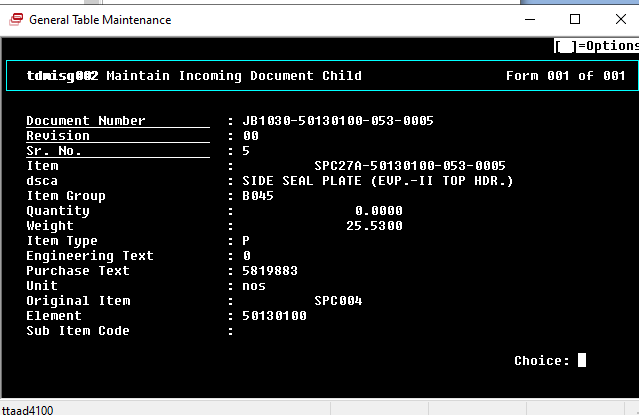 General Table Maintenance
[ ]=Options
Maintain Incoming Document Child Form 001 of 001
Document Number : JB1030-50130100-053-0005
Revision : 00
Sr. No. : 5
Item : SPC27A-50130100-053-0005
dsca : SIDE SEAL PLATE (EVP.-II TOP HDR.)
Item Group : B045
Quantity : 0.0000
Weight : 25.5300
Item Type : P
Engineering Text : 0
Purchase Text : 5819883
Unit : nos
Original Item : SPC004
Element : 50130100
Sub Item Code :
Choice:
ttaad4100